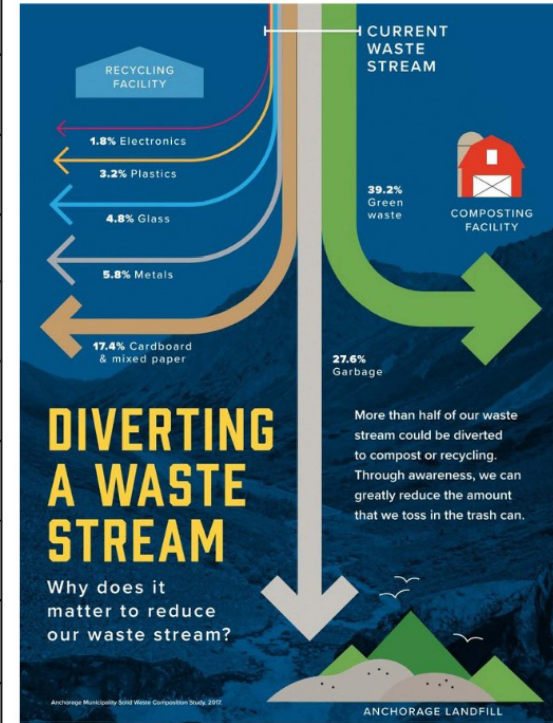 CURRENT
WASTE
STREAM
RECYCLING
FACILITY
1.8% Electronics
3.2% Plastics
4.8% Glass
5.8% Metals
17.4% Cardboard
& mixed paper
39.2%
Green
waste
COMPOSTING
FACILITY
27.6%
Garbage
DIVERTING
A WASTE
STREAM
Why does it
matter to reduce
our waste stream?
More than half of our waste
stream could be diverted
to compost or recycling.
Through awareness, we can
greatly reduce the amount
that we toss in the trash can.
Anchorage Municipality Solid Waste Composition Study, 2017.
ANCHORAGE LANDFILL